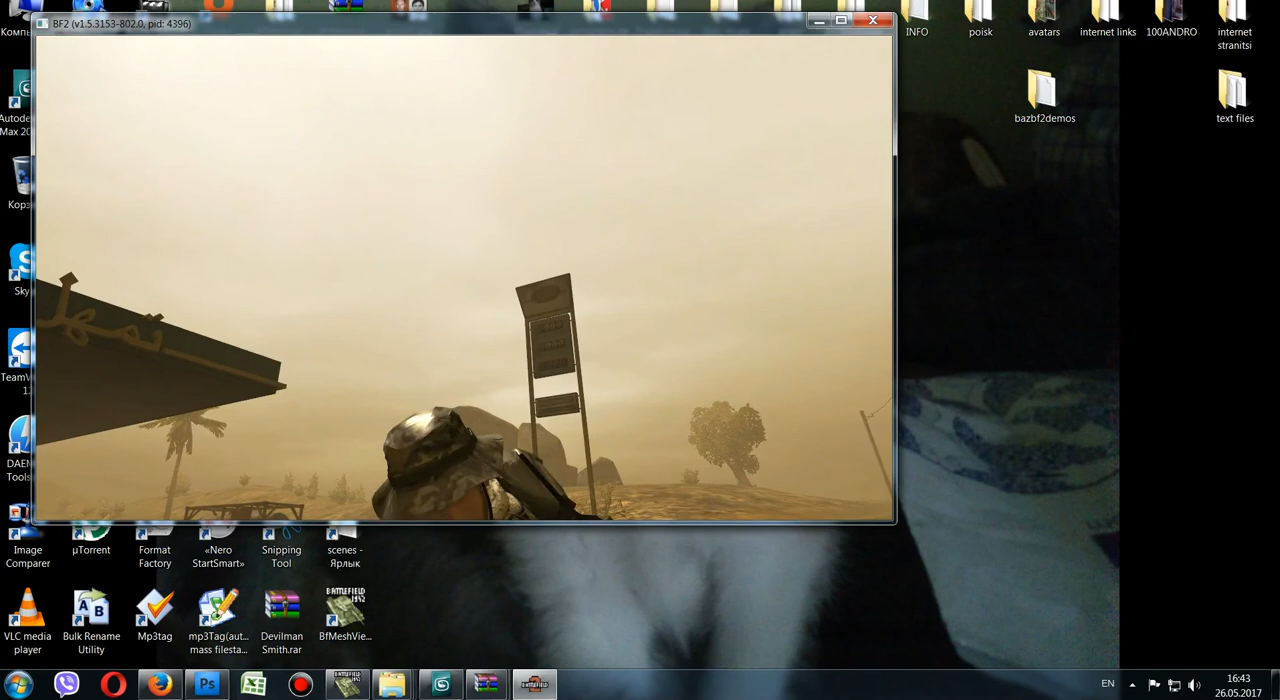 BF2 (v1.5.3153-802.0, pid: 4396)
INFO
poisk
avatars
internet links
100ANDRO
internet
stranitsi
bazbf2demos
text files
Image
Comparer
µTorrent
Format
Factory
«Nero
StartSmart»
Snipping
Tool
scenes -
Ярлык
VLC media
player
Bulk Rename
Utility
Mp3tag
mp3Tag(aut...
mass filesta...
Devilman
Smith.rar
BfMeshVie...
EN
16:43
26.05.2017